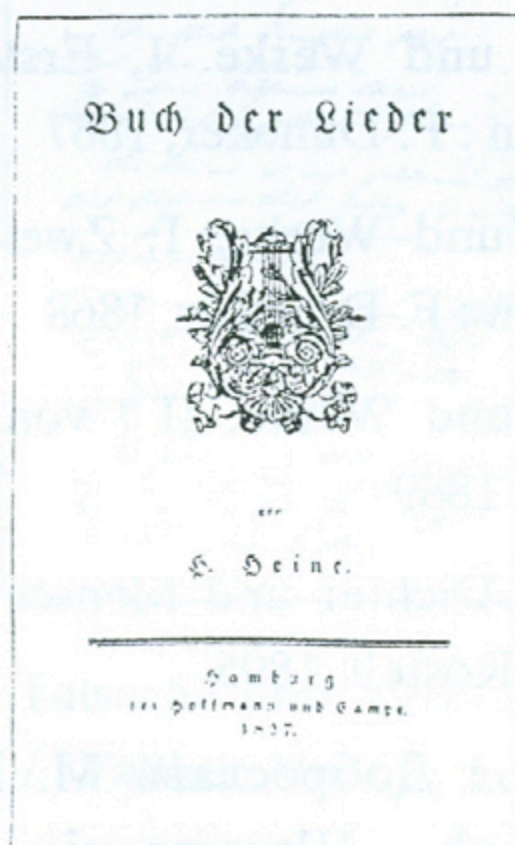 Buch der Lieder
von
H. Heine.
Hamburg
bei Hoffmann und Campe.
1827.